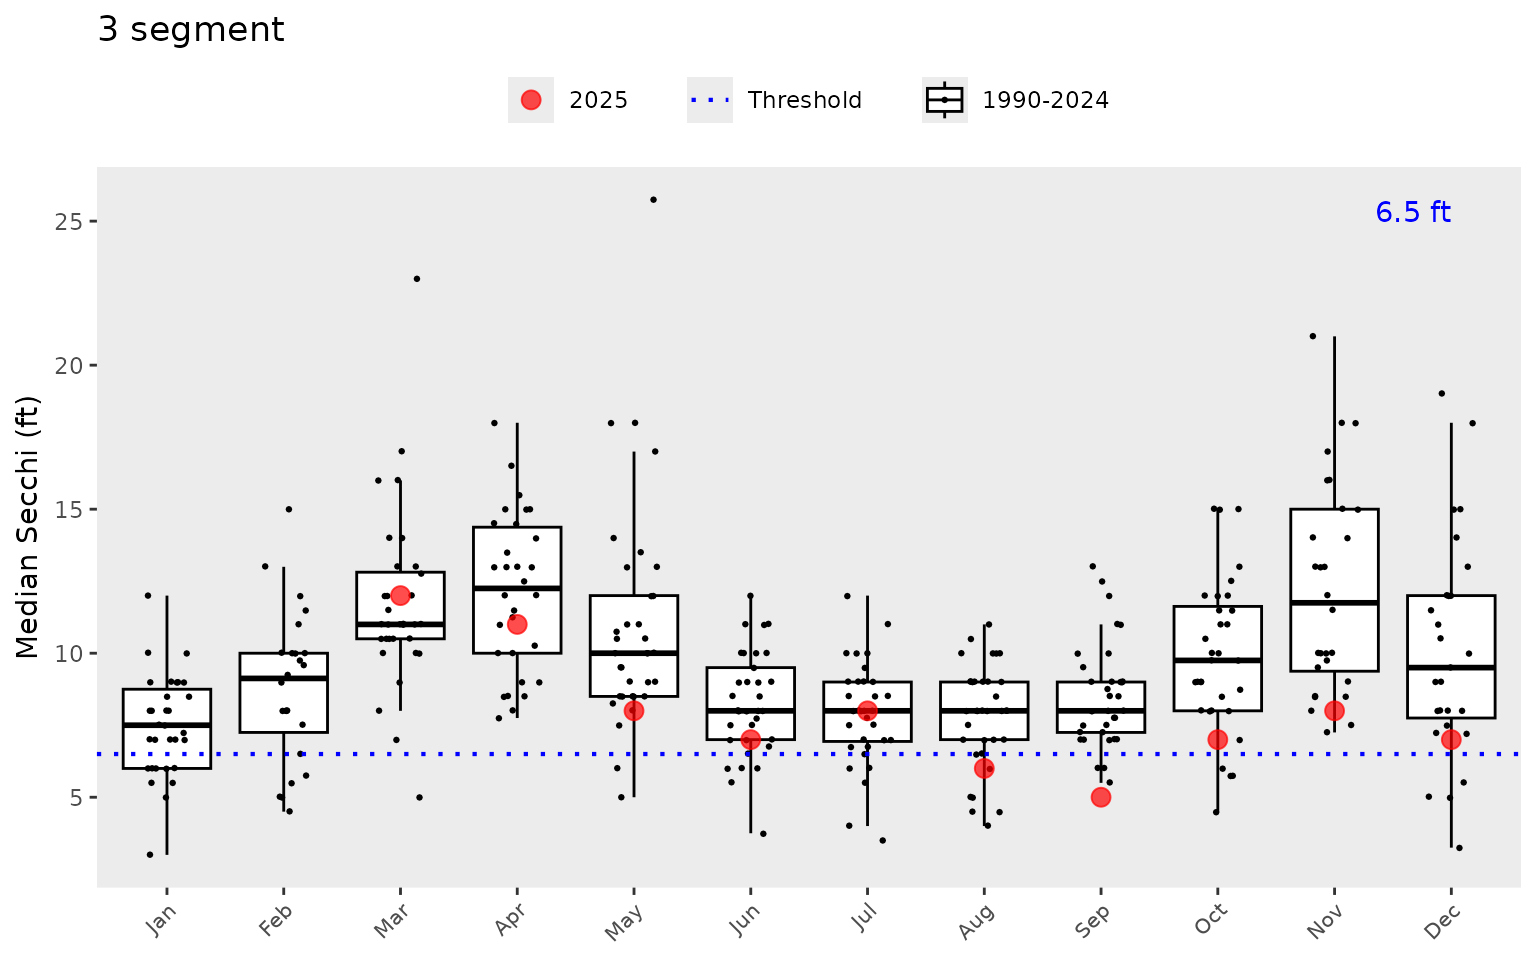 3 segment
2025
Threshold
1990-2024
6.5 ft
Median Secchi (ft)
25
20
15
10
5
Jan
Feb
Mar
Apr
May
Jun
Jul
Aug
Sep
Oct
Nov
Dec